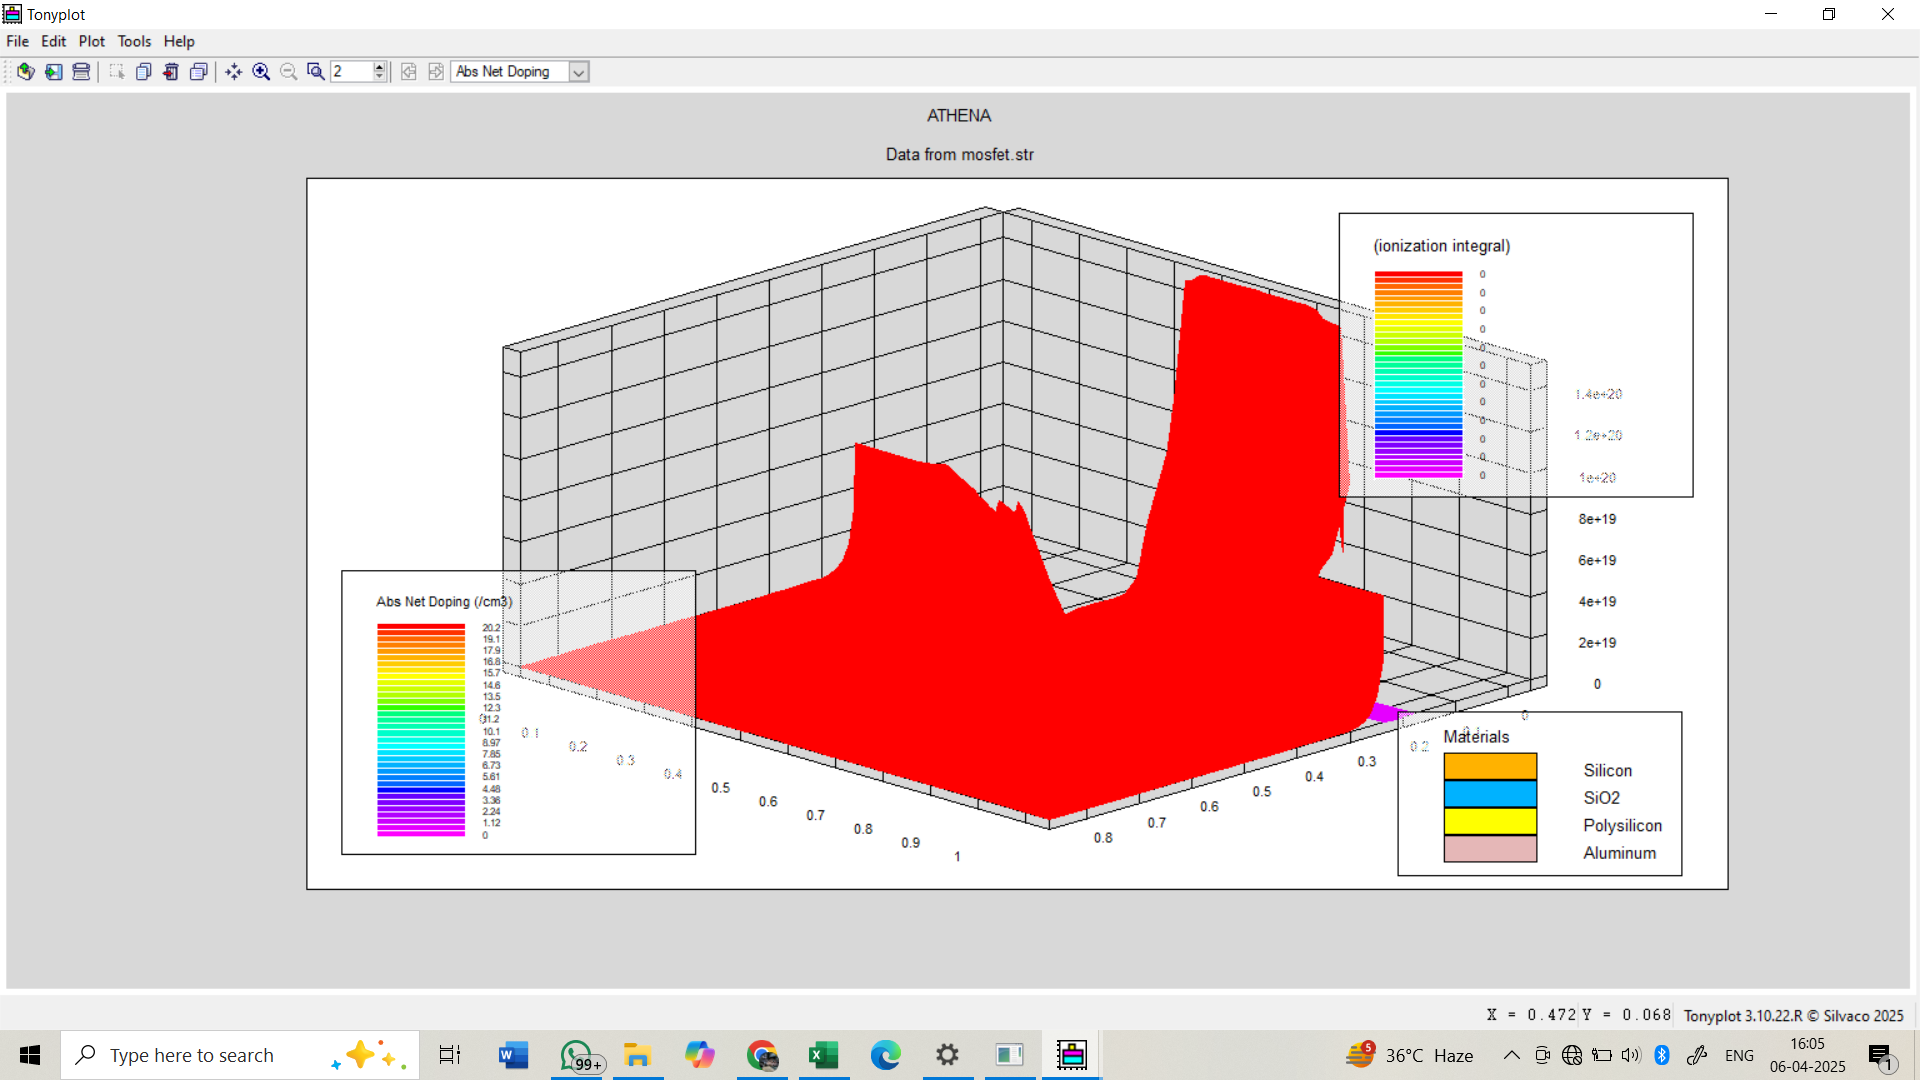 Tonyplot
File Edit Plot Tools Help
2
Abs Net Doping
ATHENA
Data from mosfet.str
(ionization integral)
0
0
0
0
0
0
0
0
0
0
0
0
1.4e+20
1.2e+20
1e+20
8e+19
6e+19
4e+19
2e+19
0
Abs Net Doping (/cm3)
20.2
19.1
17.9
16.8
15.7
14.6
13.5
12.3
11.2
10.1
8.97
7.85
6.73
5.61
4.48
3.36
2.24
1.12
0
0
0.1
0.2
0.3
0.4
0.5
0.6
0.7
0.8
0.9
1
0.8
0.7
0.6
0.5
0.4
0.3
0.2
0.1
0
Materials
Silicon
SiO2
Polysilicon
Aluminum
X = 0.472 Y = 0.068 Tonyplot 3.10.22.R © Silvaco 2025
Type here to search
99+
5
36°C Haze
ENG
16:05
06-04-2025
1